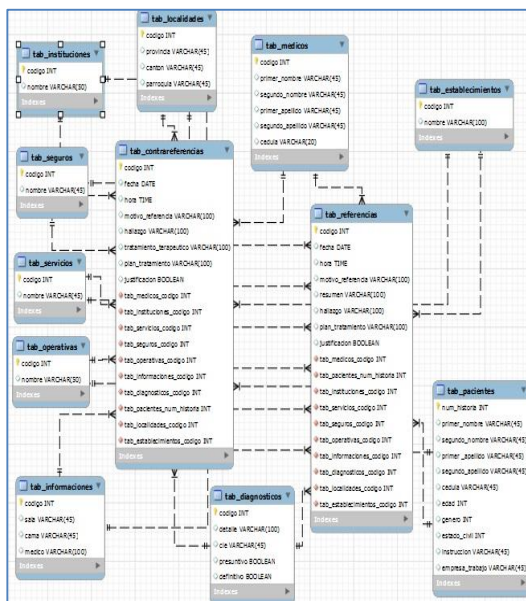 tab_localidades
codigo INT
provincia VARCHAR(45)
canton VARCHAR(45)
parroquia VARCHAR(45)
Indexes
tab_instituciones
codigo INT
nombre VARCHAR(50)
Indexes
tab_medicos
codigo INT
primer_nombre VARCHAR(45)
segundo_nombre VARCHAR(45)
primer_apellido VARCHAR(45)
segundo_apellido VARCHAR(45)
cedula VARCHAR(20)
Indexes
tab_establecimientos
codigo INT
nombre VARCHAR(100)
Indexes
tab_seguros
codigo INT
nombre VARCHAR(45)
Indexes
tab_contrareferencias
codigo INT
fecha DATE
hora TIME
motivo_referencia VARCHAR(100)
hallazgo VARCHAR(100)
tratamiento_terapeutico VARCHAR(100)
plan_tratamiento VARCHAR(100)
justificacion BOOLEAN
tab_medicos_codigo INT
tab_instituciones_codigo INT
tab_servicios_codigo INT
tab_seguros_codigo INT
tab_operativas_codigo INT
tab_informaciones_codigo INT
tab_diagnosticos_codigo INT
tab_pacientes_num_historia INT
tab_localidades_codigo INT
tab_establecimientos_codigo INT
Indexes
tab_referencias
codigo INT
fecha DATE
hora TIME
motivo_referencia VARCHAR(100)
resumen VARCHAR(100)
hallazgo VARCHAR(100)
plan_tratamiento VARCHAR(100)
justificacion BOOLEAN
tab_medicos_codigo INT
tab_pacientes_num_historia INT
tab_instituciones_codigo INT
tab_servicios_codigo INT
tab_seguros_codigo INT
tab_operativas_codigo INT
tab_informaciones_codigo INT
tab_diagnosticos_codigo INT
tab_localidades_codigo INT
tab_establecimientos_codigo INT
Indexes
tab_servicios
codigo INT
nombre VARCHAR(45)
Indexes
tab_operativas
codigo INT
nombre VARCHAR(50)
Indexes
tab_pacientes
num_historia INT
primer_nombre VARCHAR(45)
segundo_nombre VARCHAR(45)
primer_apellido VARCHAR(45)
segundo_apellido VARCHAR(45)
cedula VARCHAR(45)
edad INT
genero INT
estado_civil INT
instruccion VARCHAR(45)
empresa_trabajo VARCHAR(45)
Indexes
tab_informaciones
codigo INT
sala VARCHAR(45)
cama VARCHAR(45)
medico VARCHAR(100)
Indexes
tab_diagnosticos
codigo INT
detalle VARCHAR(100)
cie VARCHAR(45)
presuntivo BOOLEAN
definitivo BOOLEAN
Indexes